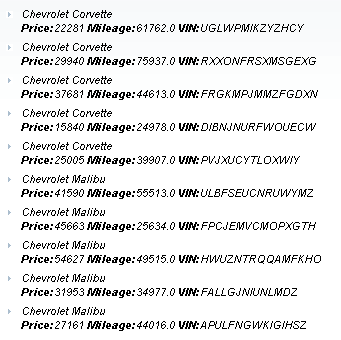 Chevrolet Corvette
Price:22281 Mileage:61762.0 VIN:UGLWPMIKZYZHCY
Chevrolet Corvette
Price:29940 Mileage:75937.0 VIN:RXXONFRSXMSGEXG
Chevrolet Corvette
Price:37681 Mileage:44613.0 VIN:FRGKMPJMMZFGDXN
Chevrolet Corvette
Price:15840 Mileage:24978.0 VIN:DIBNJNURFWOUECW
Chevrolet Corvette
Price:25005 Mileage:39907.0 VIN:PVJXUCYTLOXWIY
Chevrolet Malibu
Price:41590 Mileage:55513.0 VIN:ULBFSEUCNRUWYMZ
Chevrolet Malibu
Price:45663 Mileage:25634.0 VIN:FPCJEMVCMOPXGTH
Chevrolet Malibu
Price:54627 Mileage:49515.0 VIN:HWUZNTRQQAMFKHO
Chevrolet Malibu
Price:31953 Mileage:34977.0 VIN:FALLGJNIUNLMDZ
Chevrolet Malibu
Price:27161 Mileage:44016.0 VIN:APULFNGWKIGIHSZ